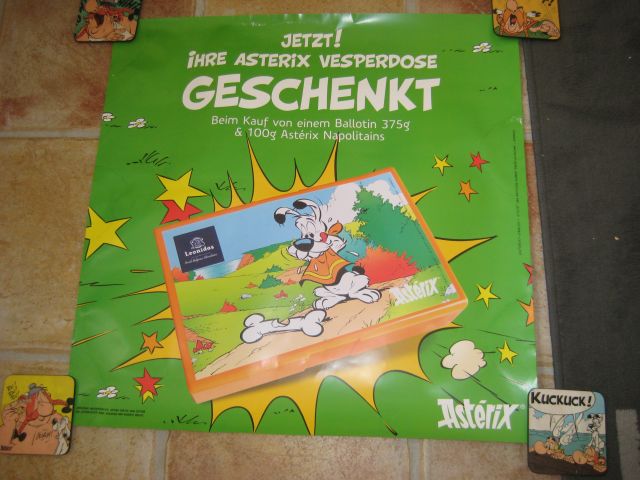 JETZT!
IHRE ASTERIX VESPERDOSE
GESCHENKT
Beim Kauf von einem Ballotin 375g
& 100g Astérix Napolitains
Leonidas
Astérix
Astérix
KUCKUCK!